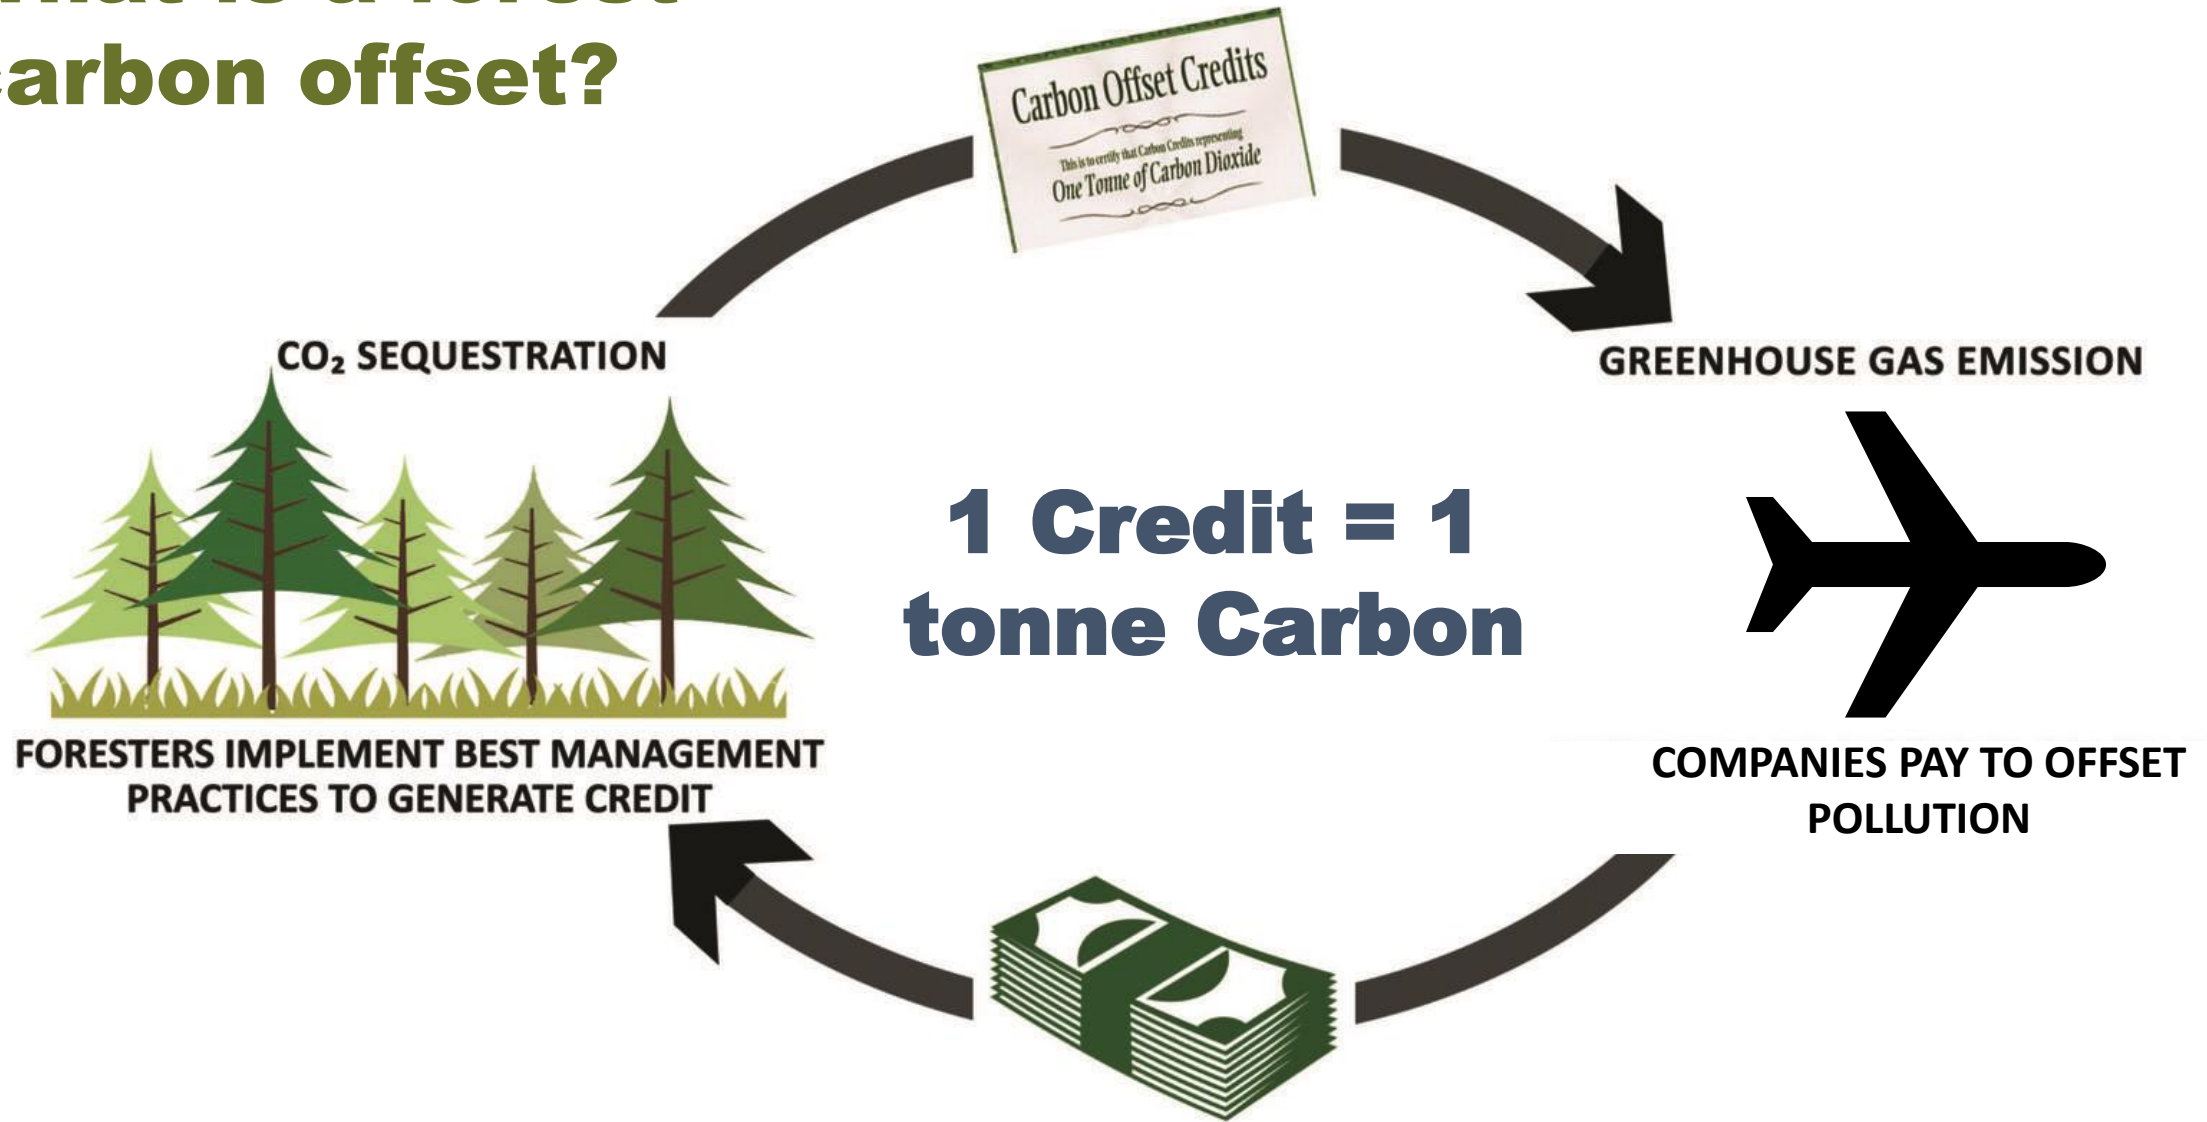 carbon offset?
Carbon Offset Credits
This is to certify that Carbon Credits representing
One Tonne of Carbon Dioxide
CO₂ SEQUESTRATION
GREENHOUSE GAS EMISSION
1 Credit = 1
tonne Carbon
FORESTERS IMPLEMENT BEST MANAGEMENT
PRACTICES TO GENERATE CREDIT
COMPANIES PAY TO OFFSET
POLLUTION